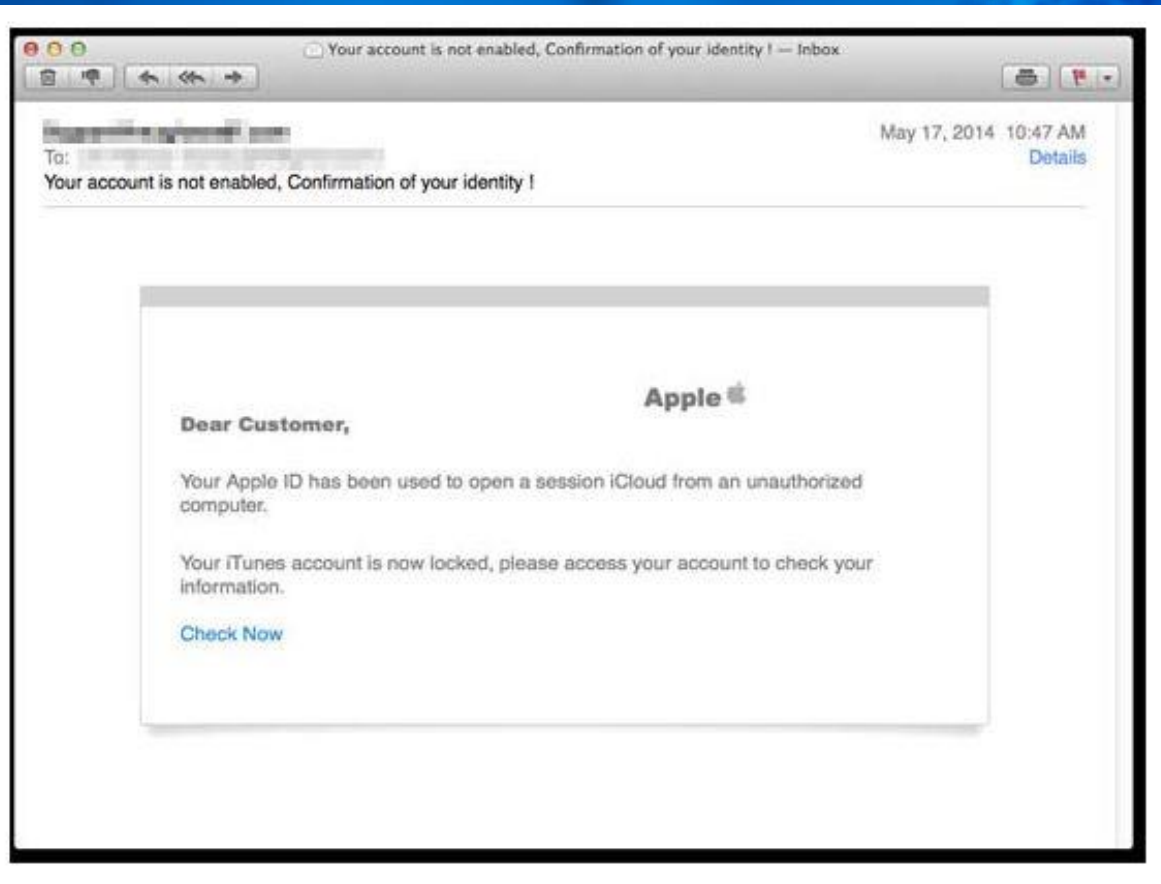 Your account is not enabled, Confirmation of your identity ! — Inbox
May 17, 2014 10:47 AM
To:
Details
Your account is not enabled, Confirmation of your identity !
Apple
Dear Customer,
Your Apple ID has been used to open a session iCloud from an unauthorized
computer.
Your iTunes account is now locked, please access your account to check your
information.
Check Now